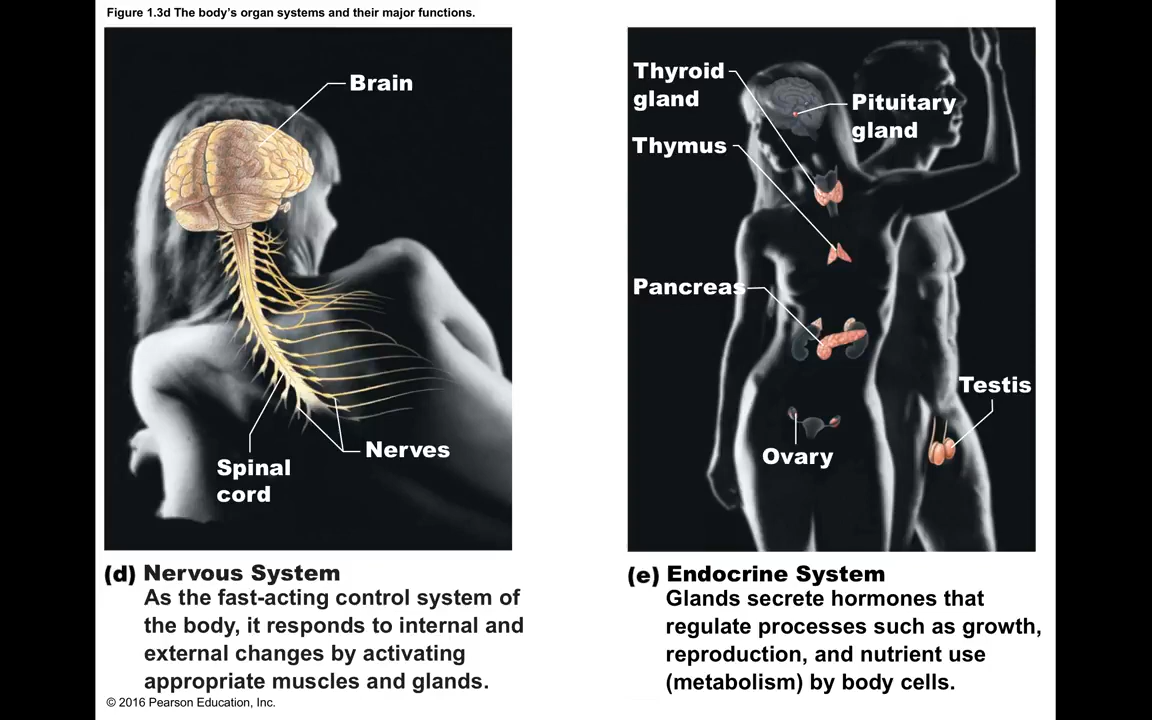 Figure 1.3d The body’s organ systems and their major functions.
Brain
Spinal
cord
Nerves
(d) Nervous System
As the fast-acting control system of
the body, it responds to internal and
external changes by activating
appropriate muscles and glands.
© 2016 Pearson Education, Inc.
Thyroid
gland
Pituitary
gland
Thymus
Pancreas
Testis
Ovary
(e) Endocrine System
Glands secrete hormones that
regulate processes such as growth,
reproduction, and nutrient use
(metabolism) by body cells.